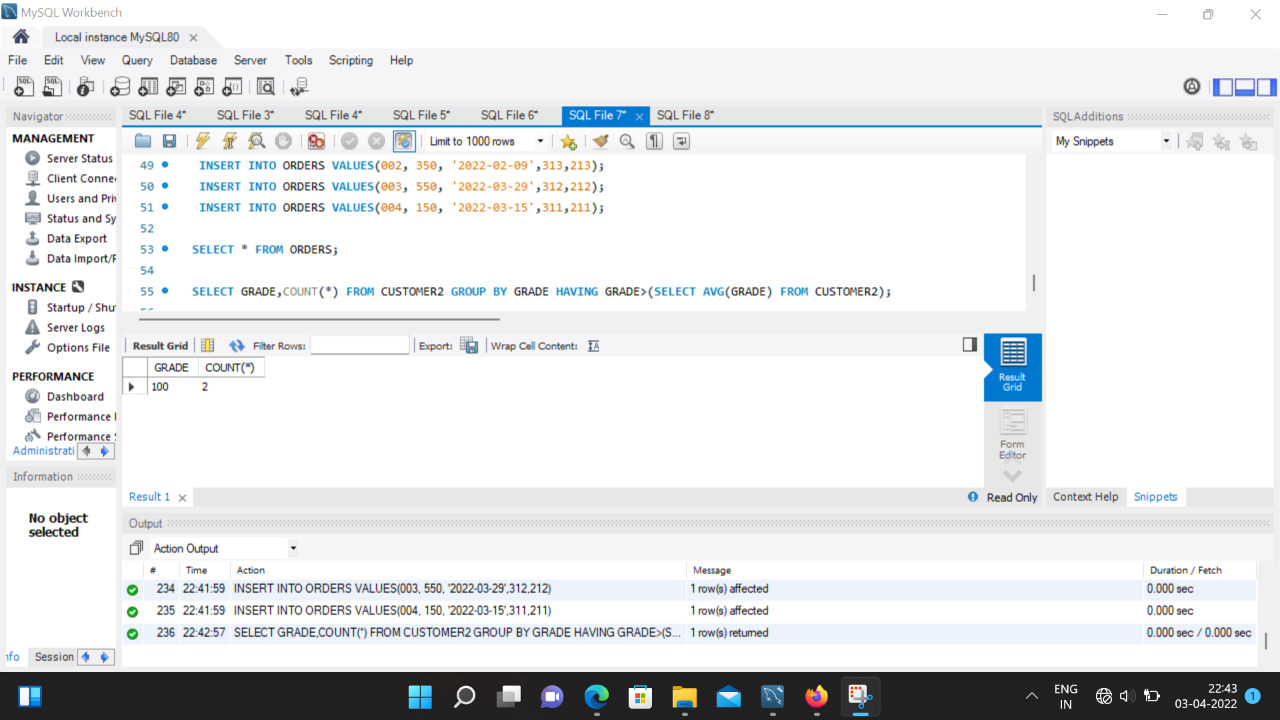 MySQL Workbench
Local instance MySQL80
File Edit View Query Database Server Tools Scripting Help
Navigator
MANAGEMENT
Server Status
Client Conne
Users and Pri
Status and Sy
Data Export
Data Import/R
INSTANCE
Startup / Shu
Server Logs
Options File
PERFORMANCE
Dashboard
Performance
Performance
Administrati
Information
No object
selected
nfo Session
SQL File 4* SQL File 3* SQL File 4* SQL File 5* SQL File 6* SQL File 7* SQL File 8*
Limit to 1000 rows
49 INSERT INTO ORDERS VALUES(002, 350, '2022-02-09',313,213);
50 INSERT INTO ORDERS VALUES(003, 550, '2022-03-29',312,212);
51 INSERT INTO ORDERS VALUES(004, 150, '2022-03-15',311,211);
52
53 SELECT * FROM ORDERS;
54
55 SELECT GRADE,COUNT(*) FROM CUSTOMER2 GROUP BY GRADE HAVING GRADE>(SELECT AVG(GRADE) FROM CUSTOMER2);
Result Grid Filter Rows: Export: Wrap Cell Content:
GRADE COUNT(*)
100 2
Result
Grid
Form
Editor
Result 1
Read Only
SQLAdditions
My Snippets
Context Help Snippets
Output
Action Output
# Time Action Message Duration / Fetch
234 22:41:59 INSERT INTO ORDERS VALUES(003, 550, '2022-03-29',312,212) 1 row(s) affected 0.000 sec
235 22:41:59 INSERT INTO ORDERS VALUES(004, 150, '2022-03-15',311,211) 1 row(s) affected 0.000 sec
236 22:42:57 SELECT GRADE,COUNT(*) FROM CUSTOMER2 GROUP BY GRADE HAVING GRADE>(S... 1 row(s) returned 0.000 sec / 0.000 sec
ENG
IN
22:43
03-04-2022
1